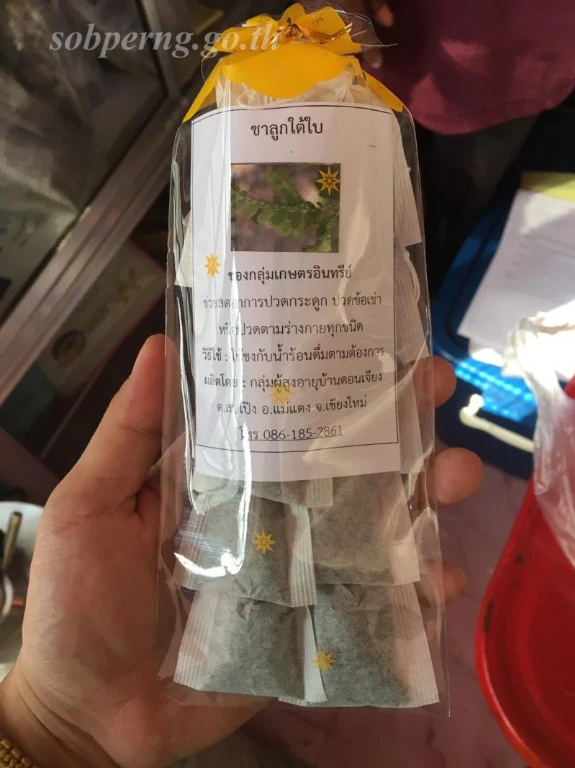 sobperng.go.th
ชาลูกใต้ใบ
ของกลุ่มเกษตรอินทรีย์
ช่วยลดอาการปวดกระดูก ปวดข้อเข่า
หรือปวดตามร่างกายทุกชนิด
วิธีใช้ : ใช้ชงกับน้ำร้อนดื่มตามต้องการ
ผลิตโดย : กลุ่มผู้สูงอายุบ้านดอนเจียง
ต.สบเปิง อ.แม่แตง จ.เชียงใหม่
โทร 086-185-2861